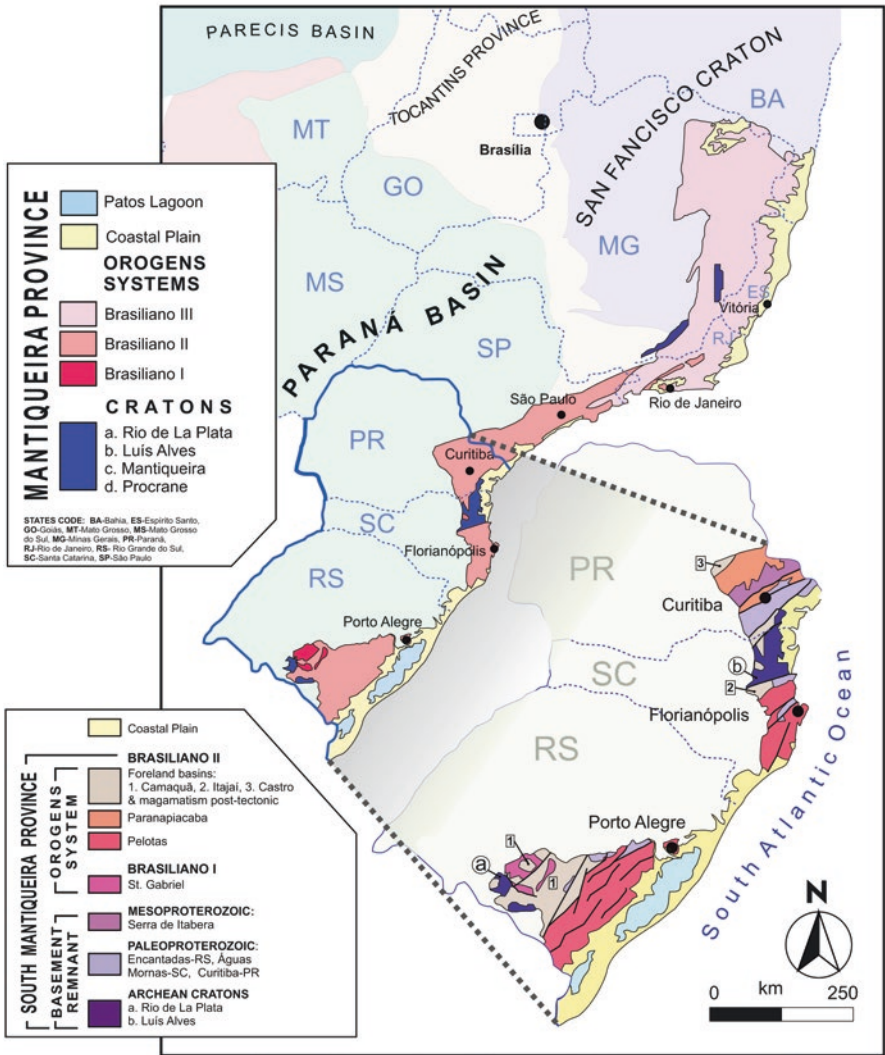 PARECIS BASIN
TOCANTINS PROVINCE
SAN FANCISCO CRATON
BA
MT
Brasília
GO
MG
MS
PARANÁ BASIN
ES
Vitória
RJ
SP
São Paulo
Rio de Janeiro
PR
Curitiba
SC
Florianópolis
RS
Porto Alegre
MANTIQUEIRA PROVINCE
Patos Lagoon
Coastal Plain
OROGENS
SYSTEMS
Brasiliano III
Brasiliano II
Brasiliano I
CRATONS
a. Rio de La Plata
b. Luís Alves
c. Mantiqueira
d. Procrane
STATES CODE: BA-Bahia, ES-Espírito Santo,
GO-Goiás, MT-Mato Grosso, MS-Mato Grosso
do Sul, MG-Minas Gerais, PR-Paraná,
RJ-Rio de Janeiro, RS- Rio Grande do Sul,
SC-Santa Catarina, SP-São Paulo
PR
3
Curitiba
SC
b
2
Florianópolis
RS
Porto Alegre
1
a
1
South Atlantic Ocean
N
0 km 250
SOUTH MANTIQUEIRA PROVINCE
OROGENS
SYSTEM
BASEMENT
REMNANT
Coastal Plain
BRASILIANO II
Foreland basins:
1. Camaquã, 2. Itajaí, 3. Castro
& magamatism post-tectonic
Paranapiacaba
Pelotas
BRASILIANO I
St. Gabriel
MESOPROTEROZOIC:
Serra de Itabera
PALEOPROTEROZOIC:
Encantadas-RS, Águas
Mornas-SC, Curitiba-PR
ARCHEAN CRATONS
a. Rio de La Plata
b. Luís Alves